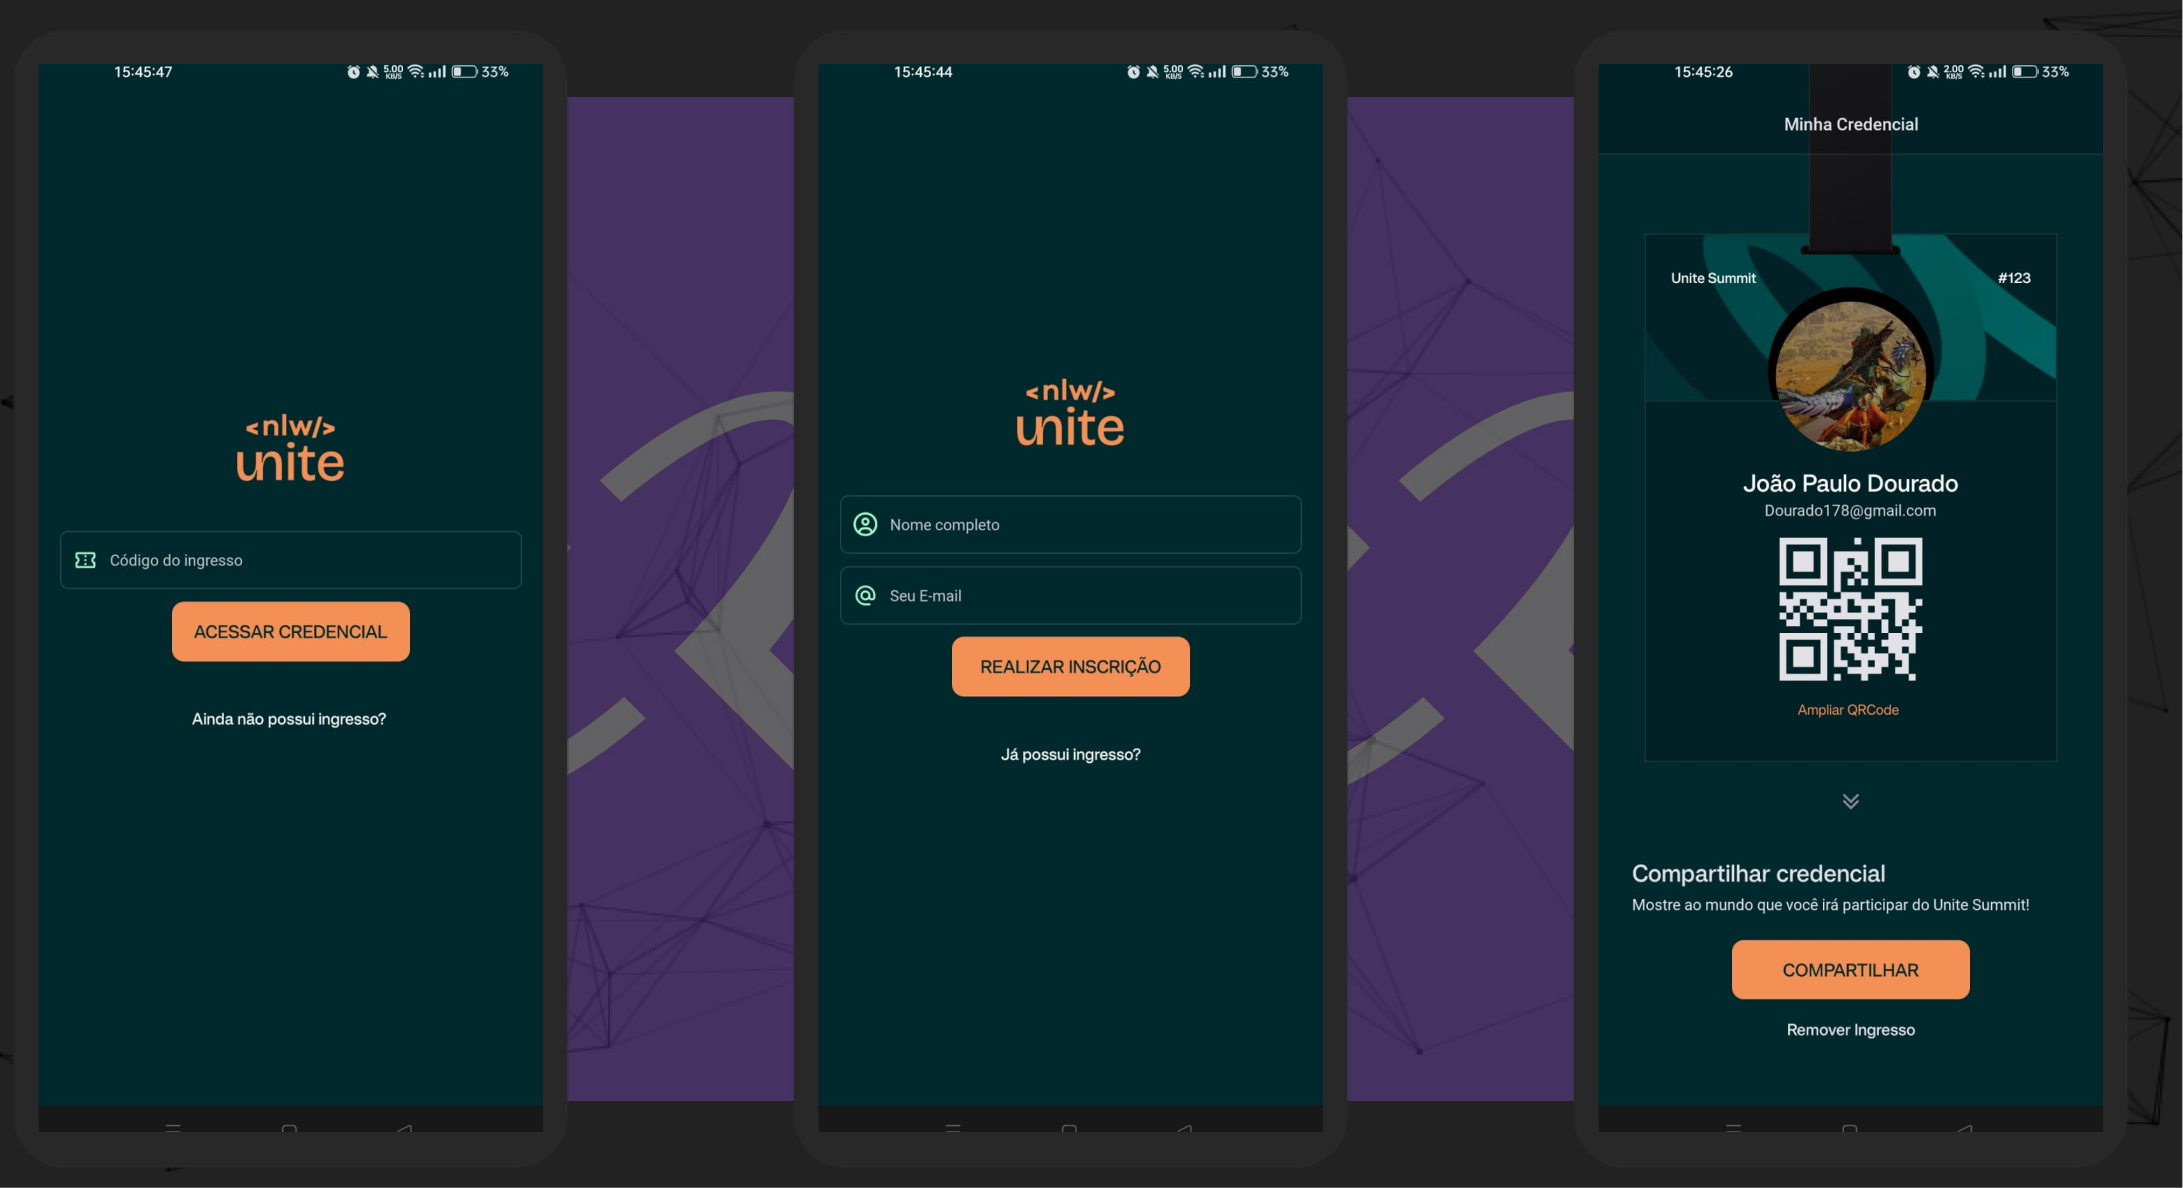 15:45:47
5.00
KB/S
33%
<nlw/>
unite
Código do ingresso
ACESSAR CREDENCIAL
Ainda não possui ingresso?
15:45:44
5.00
KB/S
33%
<nlw/>
unite
Nome completo
Seu E-mail
REALIZAR INSCRIÇÃO
Já possui ingresso?
15:45:26
2.00
KB/S
33%
Minha Credencial
Unite Summit
#123
João Paulo Dourado
Dourado178@gmail.com
Ampliar QRCode
Compartilhar credencial
Mostre ao mundo que você irá participar do Unite Summit!
COMPARTILHAR
Remover Ingresso